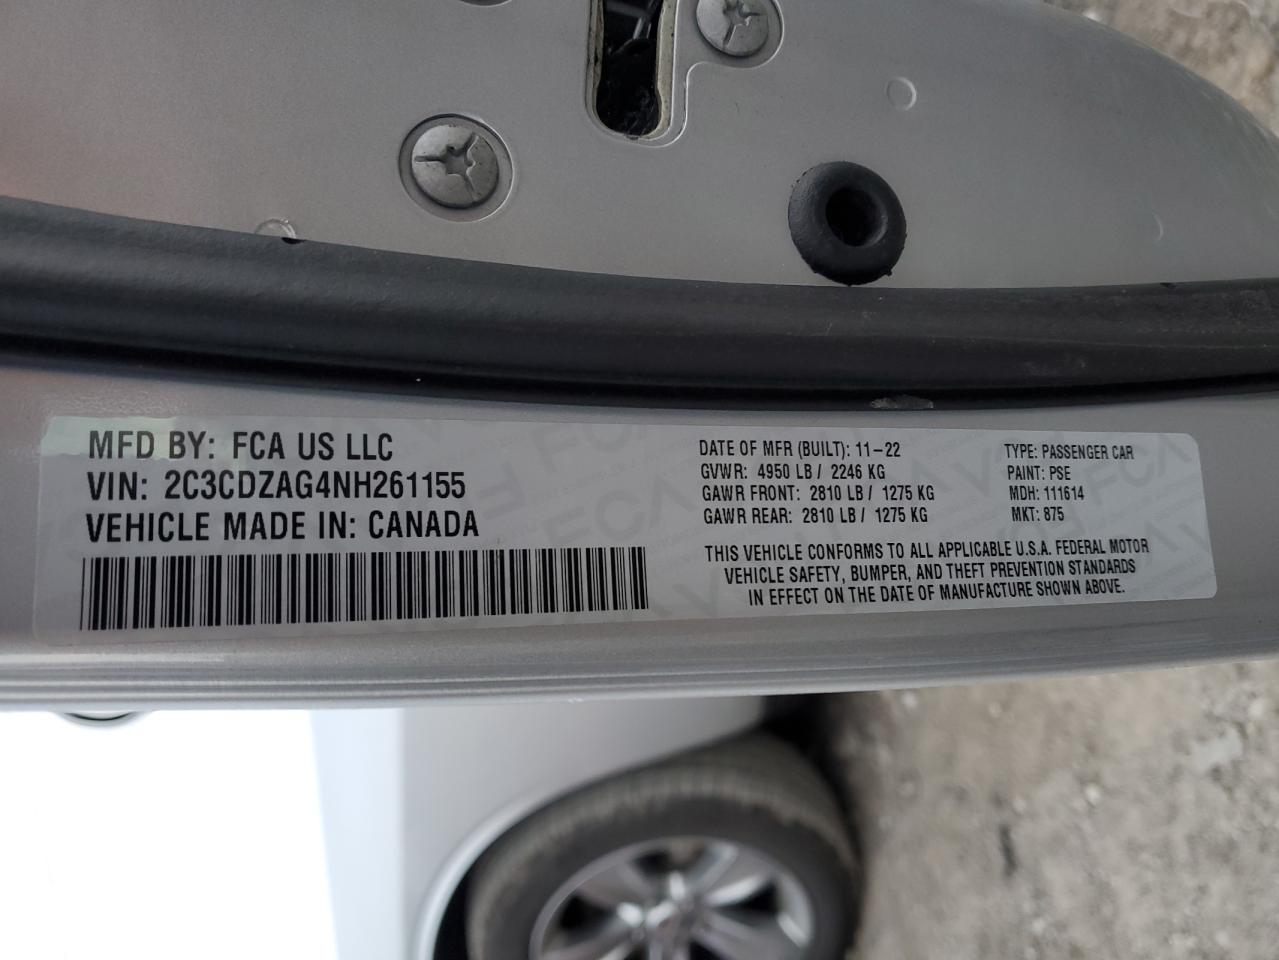 MFD BY: FCA US LLC
VIN: 2C3CDZAG4NH261155
VEHICLE MADE IN: CANADA
DATE OF MFR (BUILT): 11-22
GVWR: 4950 LB / 2246 KG
GAWR FRONT: 2810 LB / 1275 KG
GAWR REAR: 2810 LB / 1275 KG
TYPE: PASSENGER CAR
PAINT: PSE
MDH: 111614
MKT: 875
THIS VEHICLE CONFORMS TO ALL APPLICABLE U.S.A. FEDERAL MOTOR
VEHICLE SAFETY, BUMPER, AND THEFT PREVENTION STANDARDS
IN EFFECT ON THE DATE OF MANUFACTURE SHOWN ABOVE.